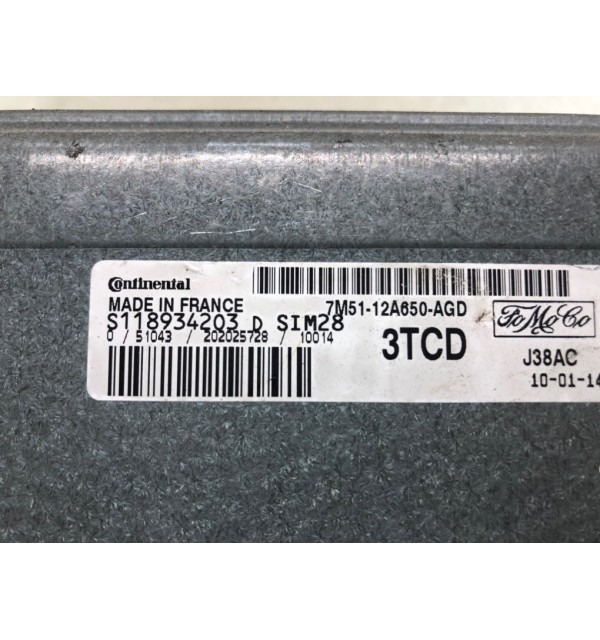 Continental
MADE IN FRANCE
7M51-12A650-AGD
FoMoCo
S118934203 D SIM28
0 / 51043 / 202025728 / 10014
3TCD
J38AC
10-01-14